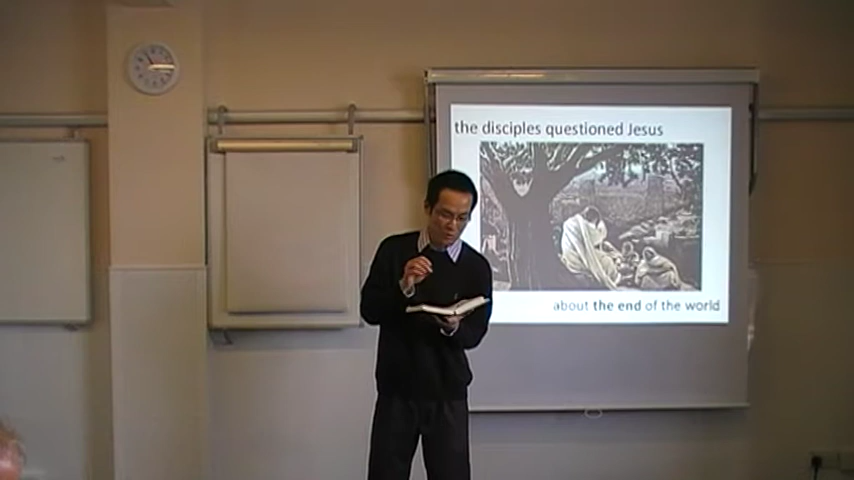 the disciples questioned Jesus
about the end of the world